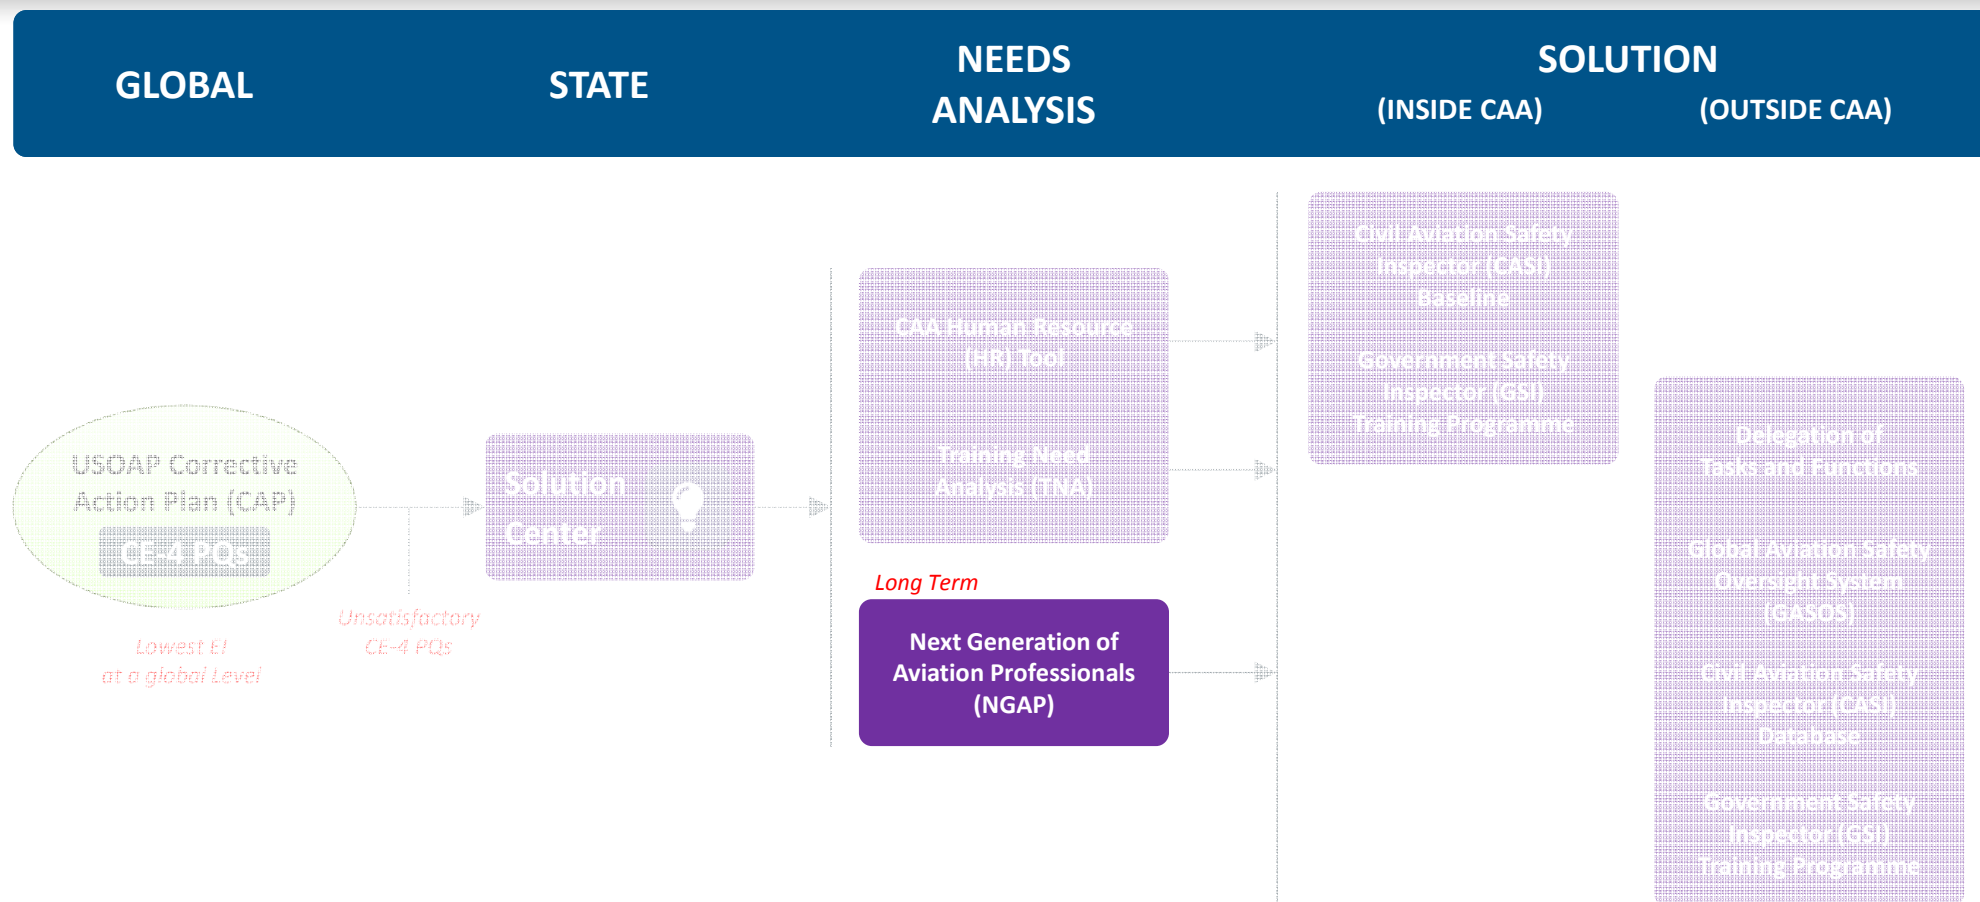 GLOBAL
STATE
NEEDS
ANALYSIS
SOLUTION
(INSIDE CAA)
(OUTSIDE CAA)
USOAP Corrective
Action Plan (CAP)
CE-4 PQs
Lowest EI
at a global Level
Unsatisfactory
CE-4 PQs
Solution
Center
CAA Human Resource
(HR) Tool
Training Need
Analysis (TNA)
Long Term
Next Generation of
Aviation Professionals
(NGAP)
Civil Aviation Safety
Inspector (CASI)
Baseline
Government Safety
Inspector (GSI)
Training Programme
Delegation of
Tasks and Functions
Global Aviation Safety
Oversight System
(GASOS)
Civil Aviation Safety
Inspector (CASI)
Database
Government Safety
Inspector (GSI)
Training Programme